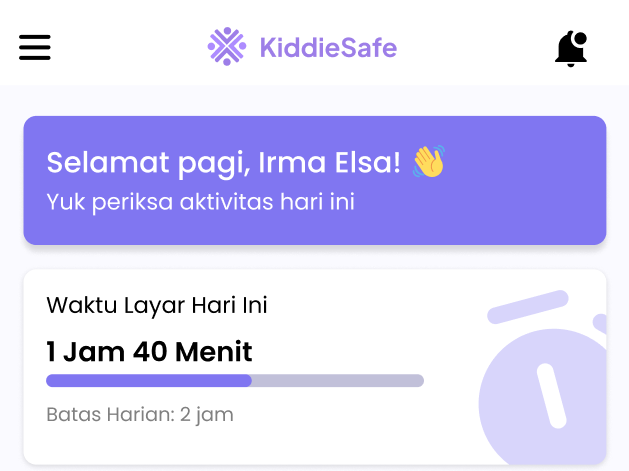 KiddieSafe
Selamat pagi, Irma Elsa! 👋
Yuk periksa aktivitas hari ini
Waktu Layar Hari Ini
1 Jam 40 Menit
Batas Harian: 2 jam